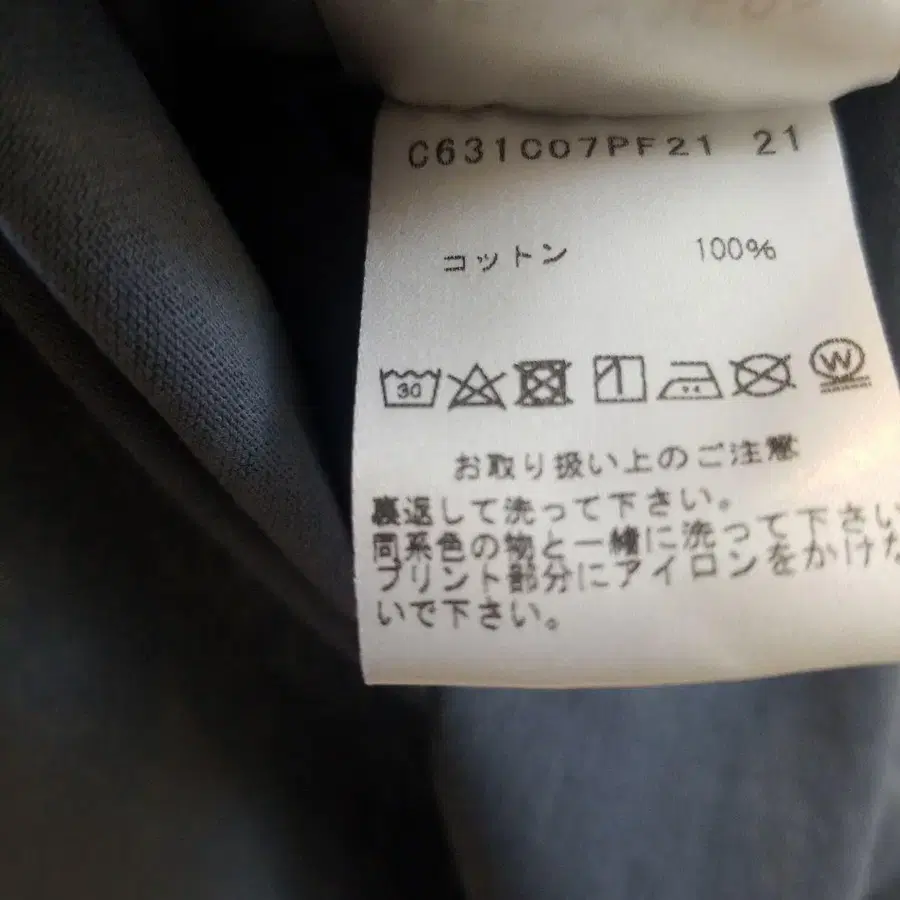 C631C07PF21 21
コットン 100%
30
W
お取り扱い上のご注意
裏返して洗って下さい。
同系色の物と一緒に洗って下さい
プリント部分にアイロンをかけな
いで下さい。